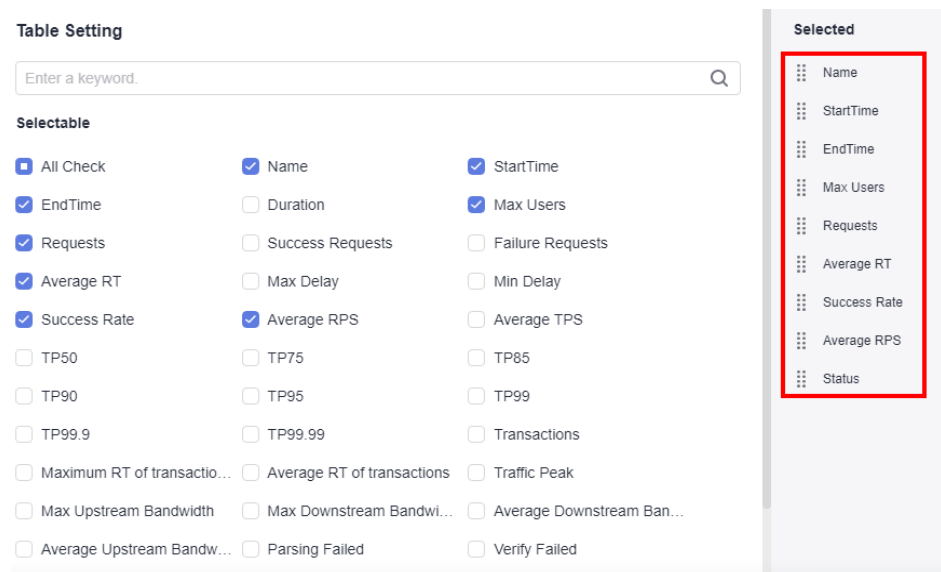 Table Setting
Enter a keyword.
Selectable
All Check
Name
StartTime
EndTime
Duration
Max Users
Requests
Success Requests
Failure Requests
Average RT
Max Delay
Min Delay
Success Rate
Average RPS
Average TPS
TP50
TP75
TP85
TP90
TP95
TP99
TP99.9
TP99.99
Transactions
Maximum RT of transactio...
Average RT of transactions
Traffic Peak
Max Upstream Bandwidth
Max Downstream Bandwi...
Average Downstream Ban...
Average Upstream Bandw...
Parsing Failed
Verify Failed
Selected
Name
StartTime
EndTime
Max Users
Requests
Average RT
Success Rate
Average RPS
Status